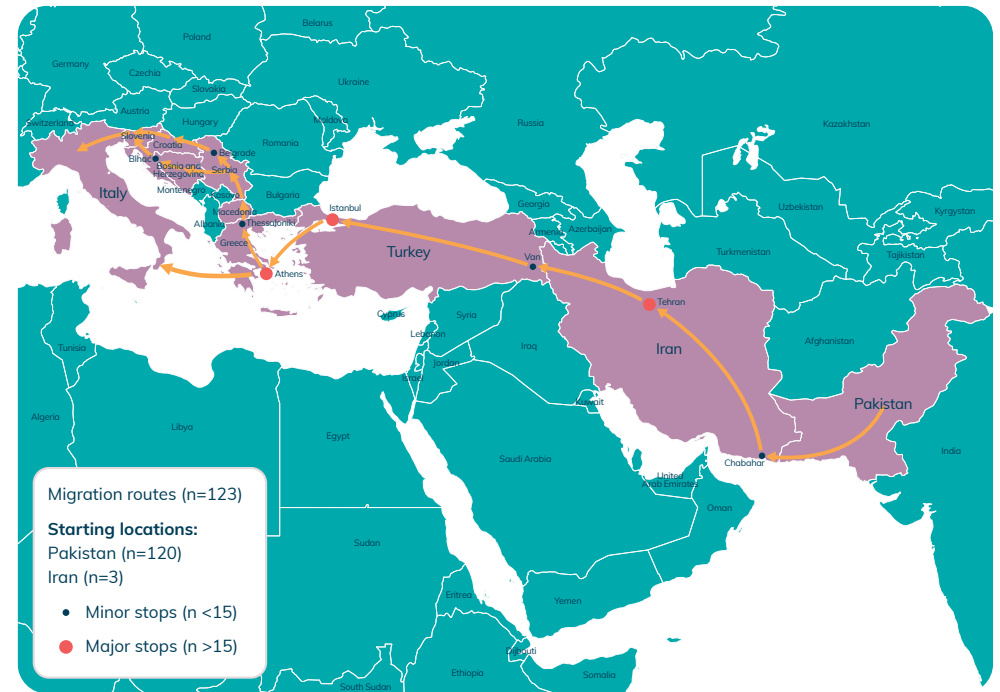 Belarus
Poland
Germany
Czechia
Ukraine
Slovakia
Austria
Kazakhstan
Switzerland
Hungary
Moldova
Russia
Slovenia
Croatia
Romania
Belgrade
Bihać
Bosnia and
Herzegovina
Serbia
Italy
Montenegro
Kosovo
Bulgaria
Georgia
Uzbekistan
Kyrgystan
Istanbul
Macedonia
Albania
Thessaloniki
Armenia
Azerbaijan
Greece
Turkey
Turkmenistan
Tajikistan
Van
Athens
Tehran
Cyprus
Syria
Lebanon
Afghanistan
Tunisia
Iraq
Iran
Jordan
Israel
Kuwait
Pakistan
Algeria
Libya
Egypt
India
Saudi Arabia
Chabahar
United
Arab Emirates
Oman
Sudan
Eritrea
Yemen
Djibouti
Ethiopia
Somalia
South Sudan
Migration routes (n=123)
Starting locations:
Pakistan (n=120)
Iran (n=3)
Minor stops (n <15)
Major stops (n >15)